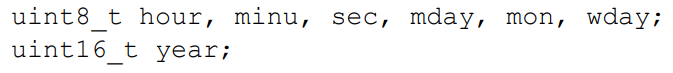 uint8_t hour, minu, sec, mday, mon, wday;
uint16_t year;